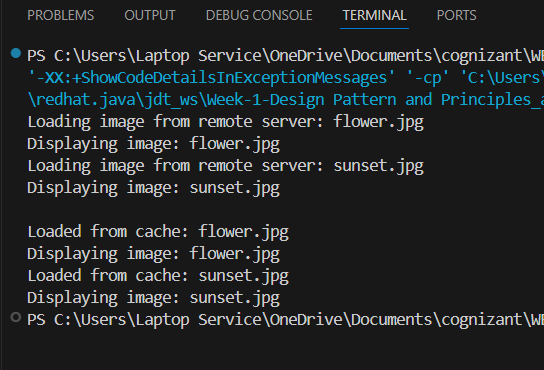 PROBLEMS OUTPUT DEBUG CONSOLE TERMINAL PORTS
PS C:\Users\Laptop Service\OneDrive\Documents\cognizant\WE
'-XX:+ShowCodeDetailsInExceptionMessages' '-cp' 'C:\Users
\redhat.java\jdt_ws\Week-1-Design Pattern and Principles_a
Loading image from remote server: flower.jpg
Displaying image: flower.jpg
Loading image from remote server: sunset.jpg
Displaying image: sunset.jpg
Loaded from cache: flower.jpg
Displaying image: flower.jpg
Loaded from cache: sunset.jpg
Displaying image: sunset.jpg
PS C:\Users\Laptop Service\OneDrive\Documents\cognizant\WE